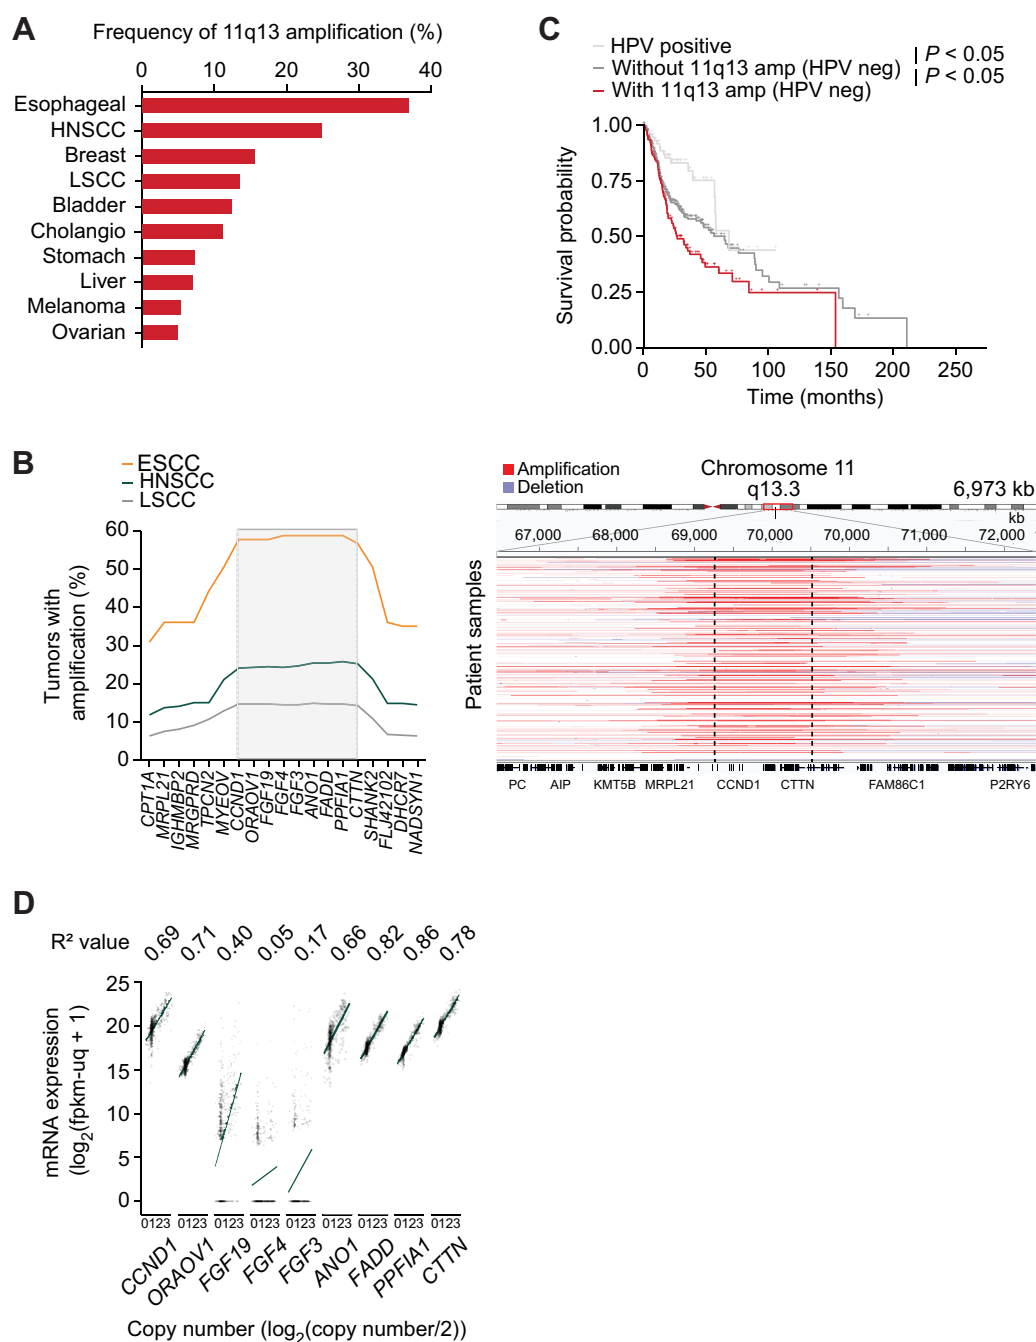 A
Frequency of 11q13 amplification (%)
0 10 20 30 40
Esophageal
HNSCC
Breast
LSCC
Bladder
Cholangio
Stomach
Liver
Melanoma
Ovarian
C
HPV positive
Without 11q13 amp (HPV neg)
With 11q13 amp (HPV neg)
P < 0.05
P < 0.05
Survival probability
1.00
0.75
0.50
0.25
0.00
0 50 100 150 200 250
Time (months)
B
ESCC
HNSCC
LSCC
Tumors with
amplification (%)
60
50
40
30
20
10
0
CPT1A
MRPL21
IGHMBP2
MRGPRD
TPCN2
MYEOV
CCND1
ORAOV1
FGF19
FGF4
FGF3
ANO1
FADD
PPFIA1
CTTN
SHANK2
FLJ42102
DHCR7
NADSYN1
Amplification
Deletion
Chromosome 11
q13.3
6,973 kb
kb
67,000 68,000 69,000 70,000 70,000 71,000 72,000
Patient samples
PC AIP KMT5B MRPL21 CCND1 CTTN FAM86C1 P2RY6
D
R² value
0.69 0.71 0.40 0.05 0.17 0.66 0.82 0.86 0.78
mRNA expression
(log₂(fpkm-uq + 1)
25
20
15
10
5
0
0123 0123 0123 0123 0123 0123 0123 0123 0123
CCND1
ORAOV1
FGF19
FGF4
FGF3
ANO1
FADD
PPFIA1
CTTN
Copy number (log₂(copy number/2))